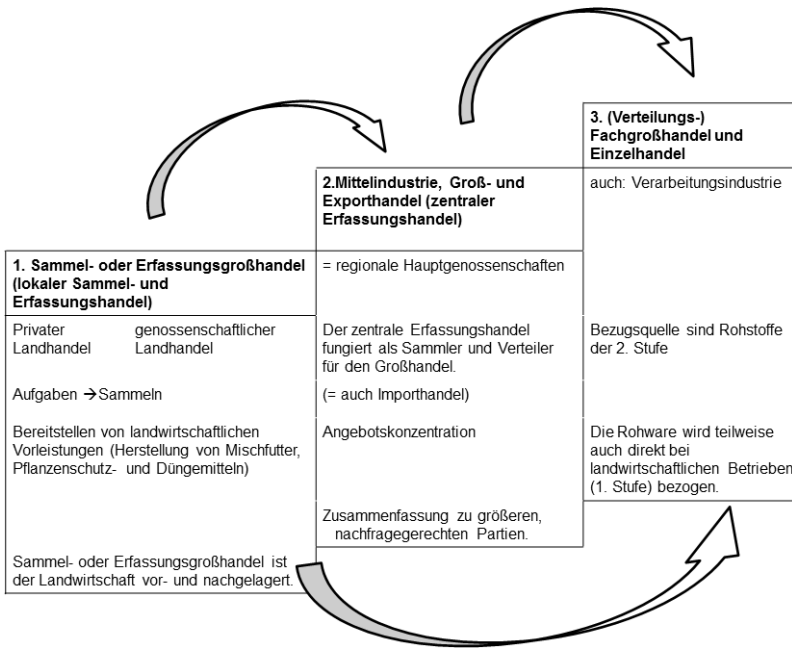 1. Sammel- oder Erfassungsgroßhandel
(lokaler Sammel- und
Erfassungshandel)
Privater genossenschaftlicher
Landhandel Landhandel
Aufgaben →Sammeln
Bereitstellen von landwirtschaftlichen
Vorleistungen (Herstellung von Mischfutter,
Pflanzenschutz- und Düngemitteln)
Sammel- oder Erfassungsgroßhandel ist
der Landwirtschaft vor- und nachgelagert.
2.Mittelindustrie, Groß- und
Exporthandel (zentraler
Erfassungshandel)
= regionale Hauptgenossenschaften
Der zentrale Erfassungshandel
fungiert als Sammler und Verteiler
für den Großhandel.
(= auch Importhandel)
Angebotskonzentration
Zusammenfassung zu größeren,
nachfragegerechten Partien.
3. (Verteilungs-)
Fachgroßhandel und
Einzelhandel
auch: Verarbeitungsindustrie
Bezugsquelle sind Rohstoffe
der 2. Stufe
Die Rohware wird teilweise
auch direkt bei
landwirtschaftlichen Betrieben
(1. Stufe) bezogen.